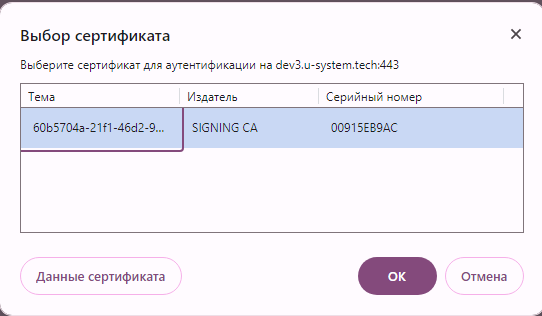 Выбор сертификата
Выберите сертификат для аутентификации на dev3.u-system.tech:443
Тема Издатель Серийный номер
60b5704a-21f1-46d2-9... SIGNING CA 00915EB9AC
Данные сертификата ОК Отмена